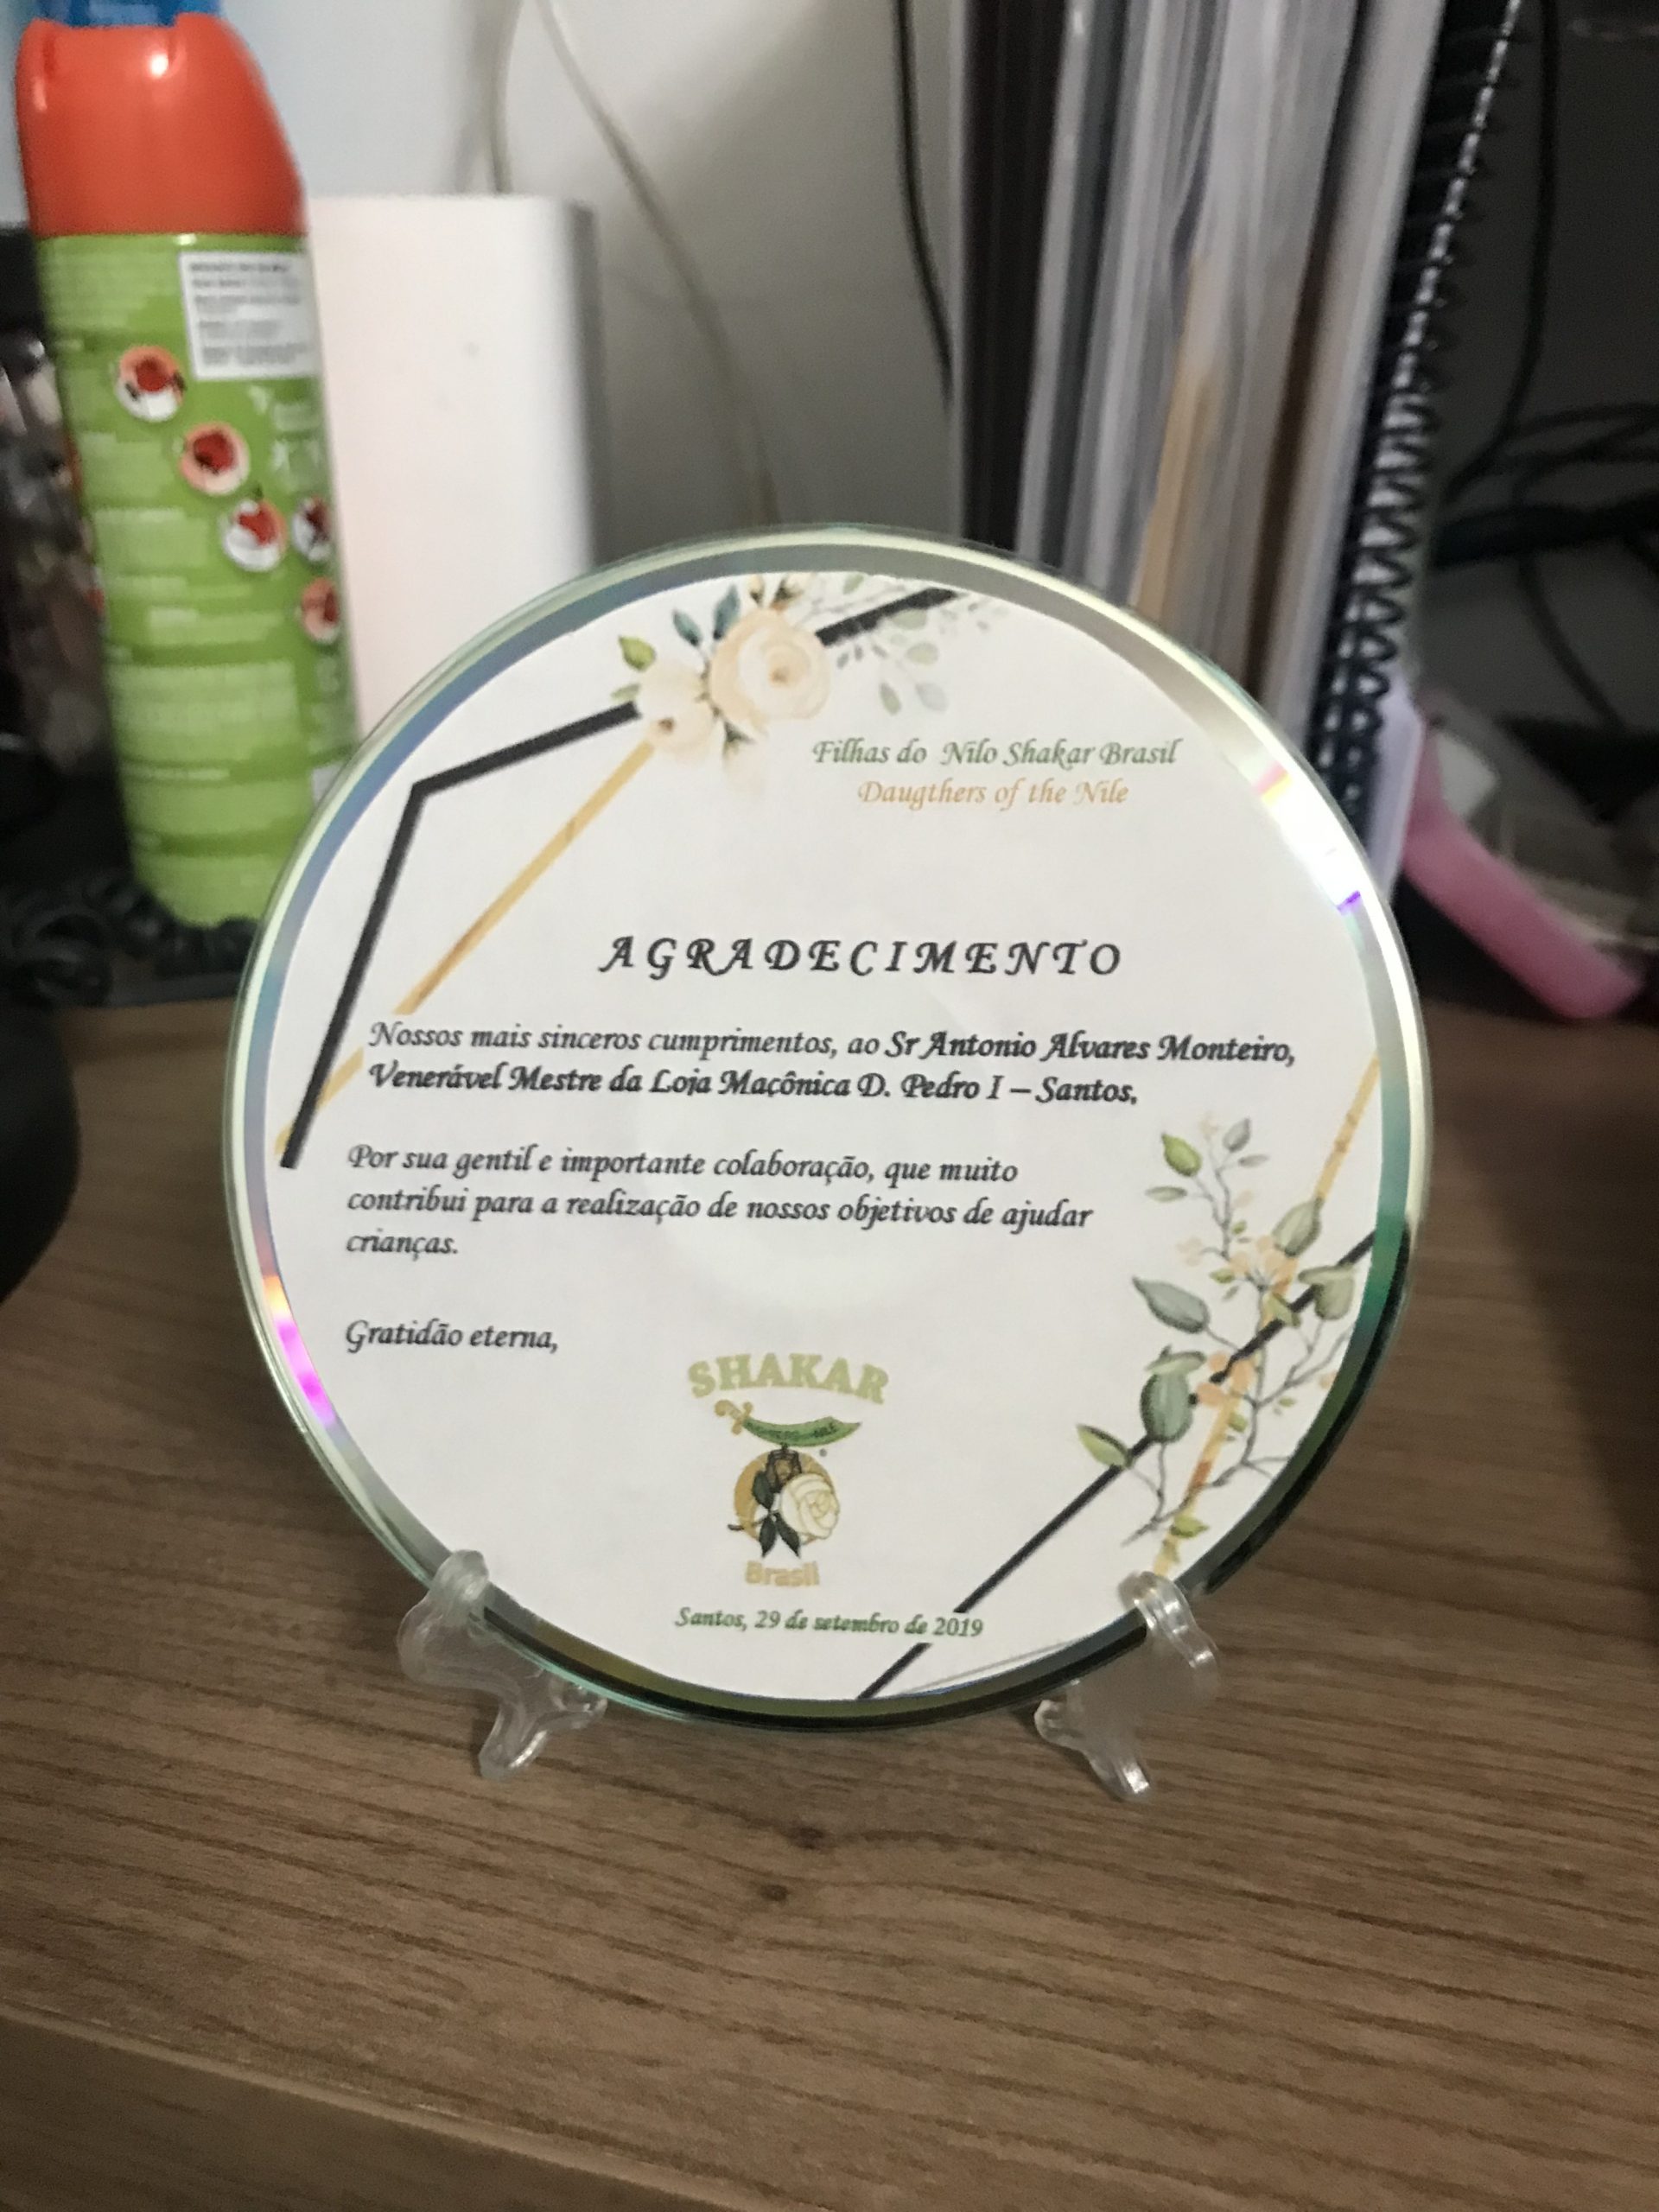 Filhas do Nilo Shakar Brasil
Daugthers of the Nile
AGRADECIMENTO
Nossos mais sinceros cumprimentos, ao Sr Antonio Alvares Monteiro,
Venerável Mestre da Loja Maçônica D. Pedro I – Santos,
Por sua gentil e importante colaboração, que muito
contribui para a realização de nossos objetivos de ajudar
crianças.
Gratidão eterna,
SHAKAR
Brasil
Santos, 29 de setembro de 2019